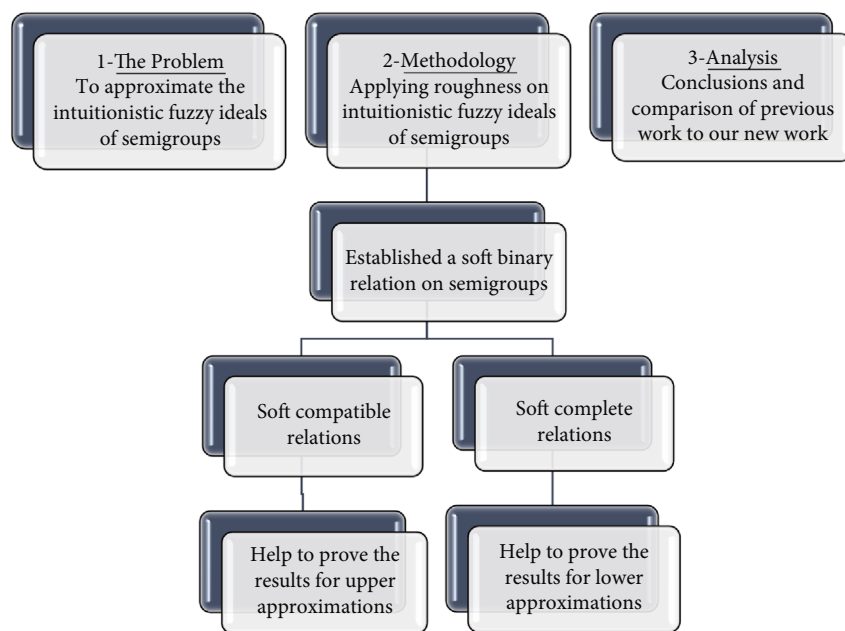 1-The Problem
To approximate the
intuitionistic fuzzy ideals
of semigroups
2-Methodology
Applying roughness on
intuitionistic fuzzy ideals
of semigroups
3-Analysis
Conclusions and
comparison of previous
work to our new work
Established a soft binary
relation on semigroups
Soft compatible
relations
Soft complete
relations
Help to prove the
results for upper
approximations
Help to prove the
results for lower
approximations